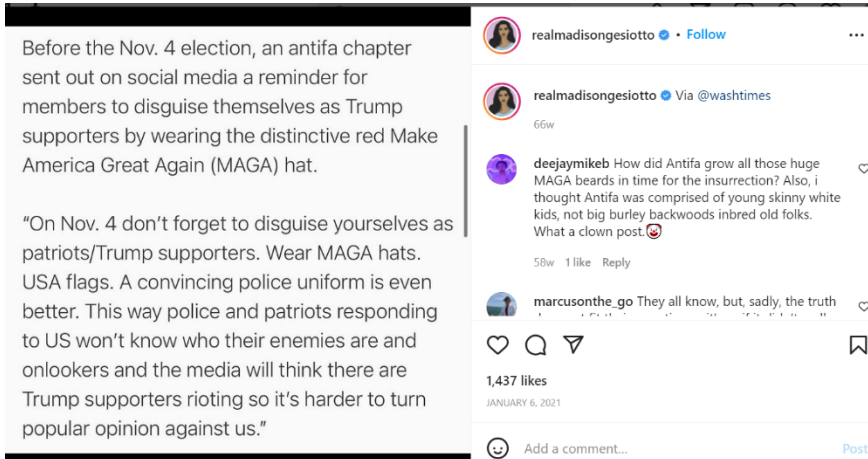 Before the Nov. 4 election, an antifa chapter
sent out on social media a reminder for
members to disguise themselves as Trump
supporters by wearing the distinctive red Make
America Great Again (MAGA) hat.
"On Nov. 4 don't forget to disguise yourselves as
patriots/Trump supporters. Wear MAGA hats.
USA flags. A convincing police uniform is even
better. This way police and patriots responding
to US won't know who their enemies are and
onlookers and the media will think there are
Trump supporters rioting so it's harder to turn
popular opinion against us."
realmadisongesiotto • Follow
realmadisongesiotto Via @washtimes
66w
deejaymikeb How did Antifa grow all those huge
MAGA beards in time for the insurrection? Also, i
thought Antifa was comprised of young skinny white
kids, not big burley backwoods inbred old folks.
What a clown post.🤡
58w 1 like Reply
marcusonthe_go They all know, but, sadly, the truth
1,437 likes
JANUARY 6, 2021
Add a comment...
Post